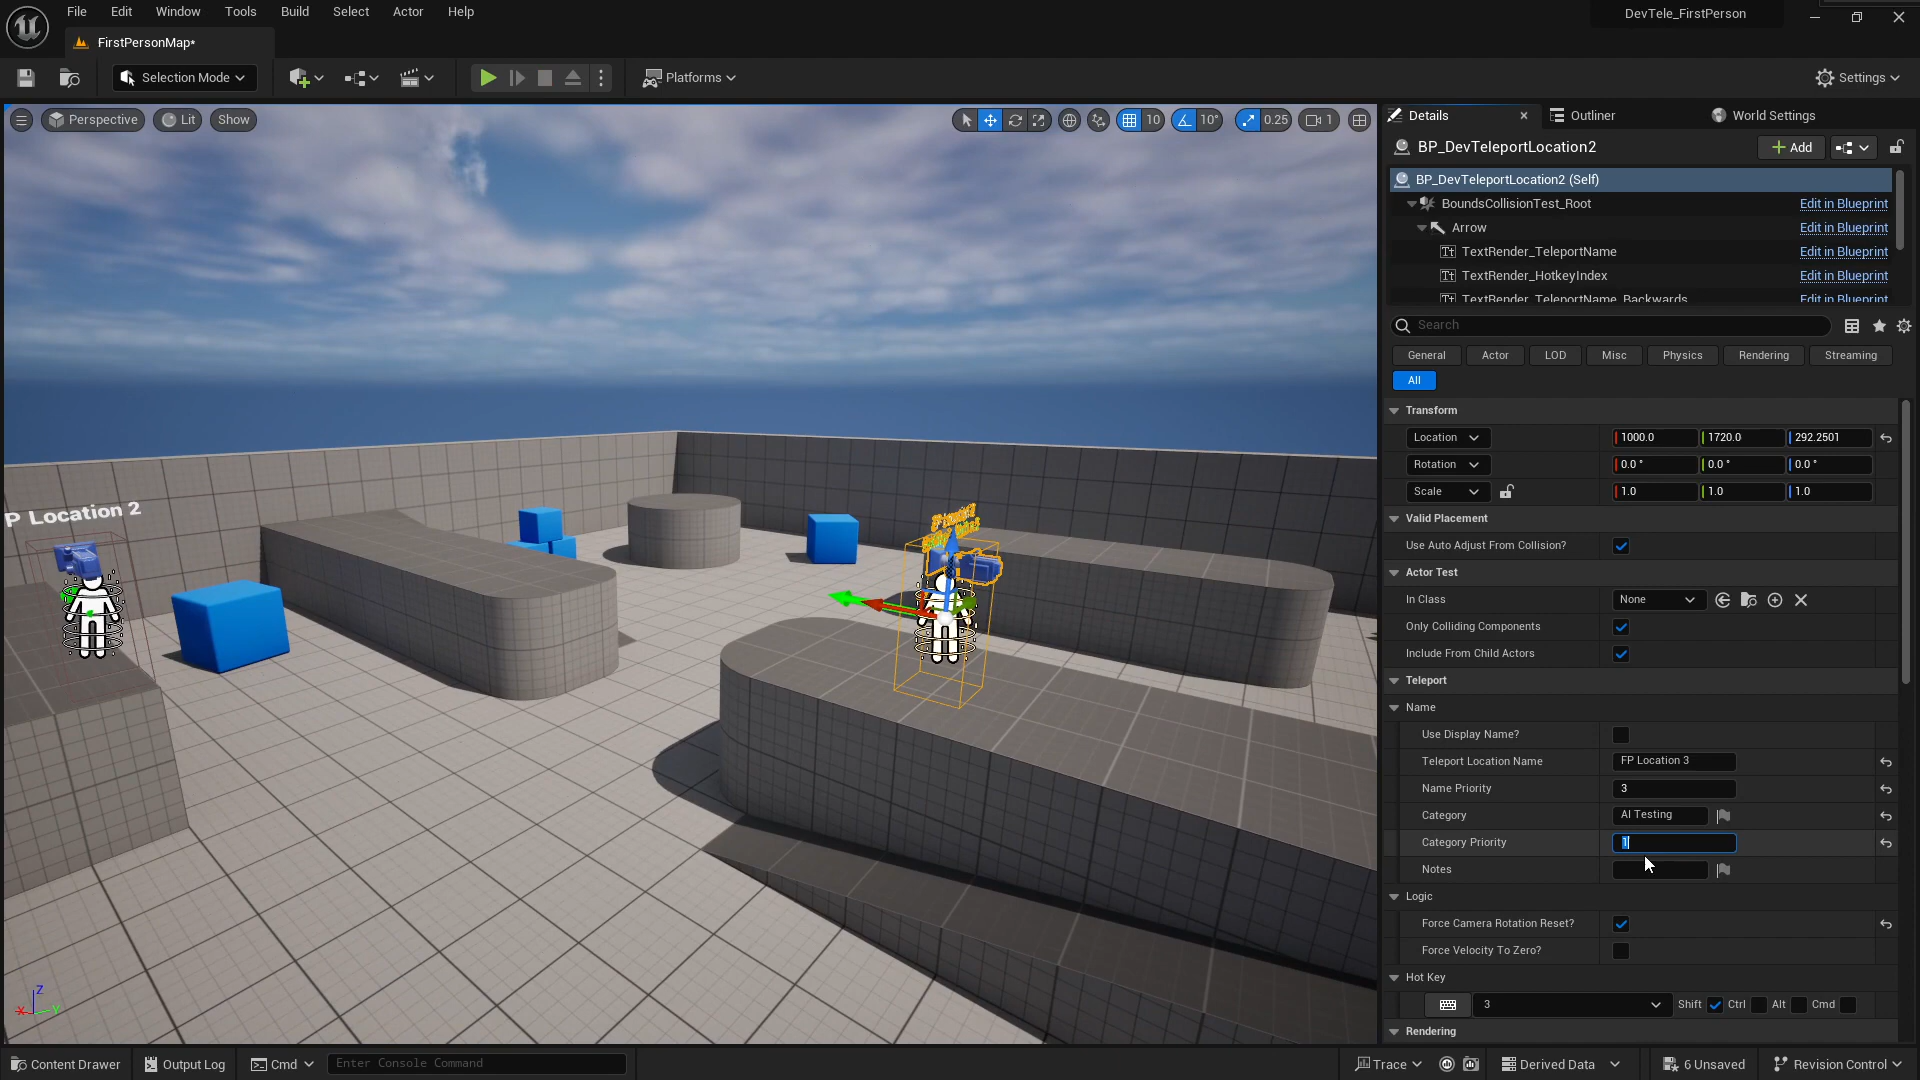 File Edit Window Tools Build Select Actor Help
DevTele_FirstPerson
FirstPersonMap*
Selection Mode
Platforms
Settings
Perspective Lit Show
10 10° 0.25 1
P Location 2
Details Outliner World Settings
BP_DevTeleportLocation2 Add
BP_DevTeleportLocation2 (Self)
BoundsCollisionTest_Root Edit in Blueprint
Arrow Edit in Blueprint
TextRender_TeleportName Edit in Blueprint
TextRender_HotkeyIndex Edit in Blueprint
TextRender_TeleportName_Backwards Edit in Blueprint
Search
General Actor LOD Misc Physics Rendering Streaming
All
Transform
Location 1000.0 1720.0 292.2501
Rotation 0.0 ° 0.0 ° 0.0 °
Scale 1.0 1.0 1.0
Valid Placement
Use Auto Adjust From Collision?
Actor Test
In Class None
Only Colliding Components
Include From Child Actors
Teleport
Name
Use Display Name?
Teleport Location Name FP Location 3
Name Priority 3
Category AI Testing
Category Priority 1
Notes
Logic
Force Camera Rotation Reset?
Force Velocity To Zero?
Hot Key
3 Shift Ctrl Alt Cmd
Rendering
Z
X Y
Content Drawer Output Log Cmd Enter Console Command
Trace Derived Data 6 Unsaved Revision Control